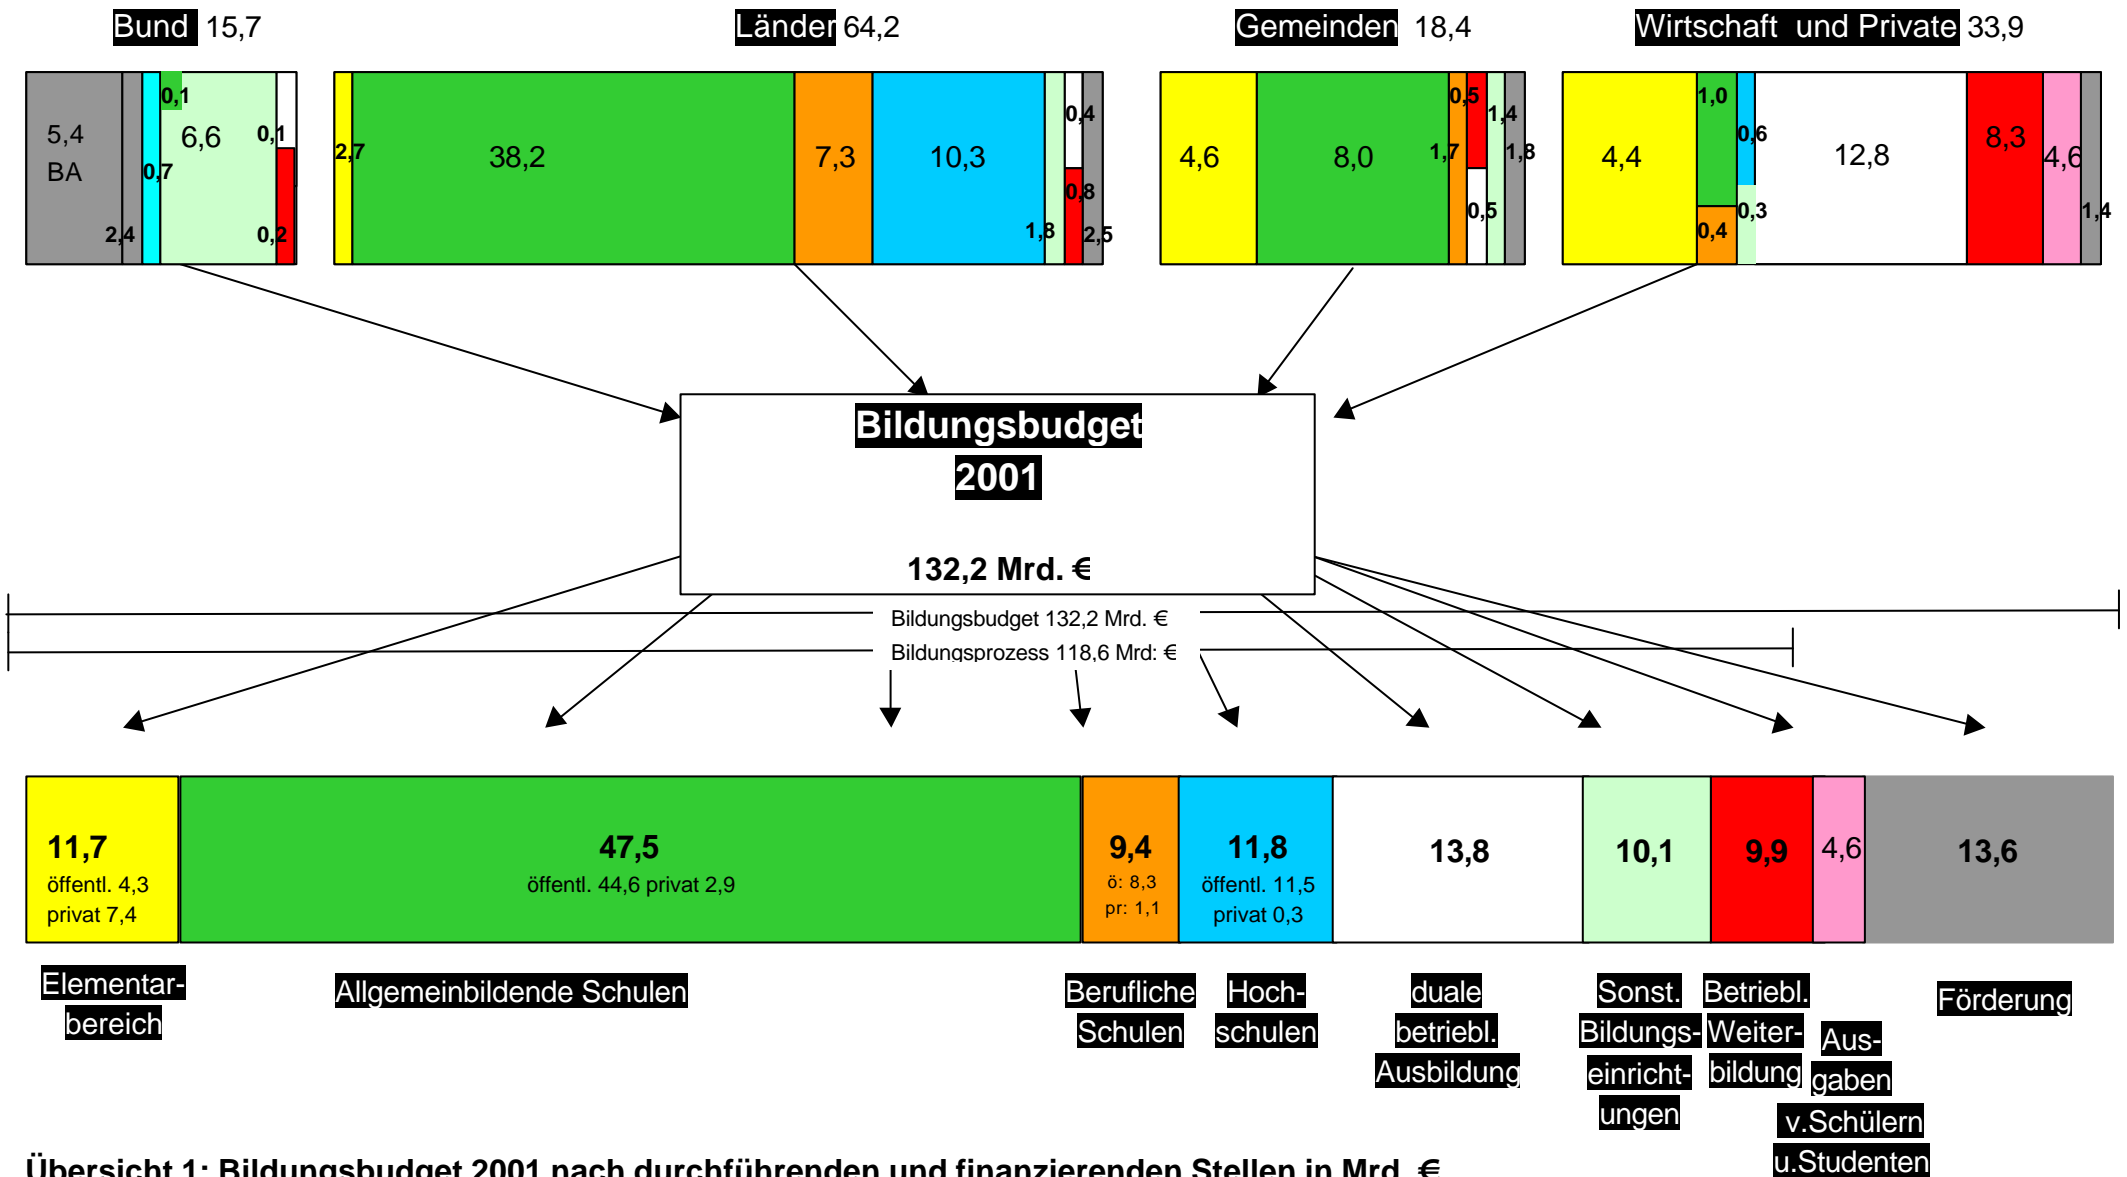 Bund 15,7
Länder 64,2
Gemeinden 18,4
Wirtschaft und Private 33,9
5,4
BA
2,4
0,7
0,1
6,6
0,1
0,2
2,7
38,2
7,3
10,3
1,8
0,4
0,8
2,5
4,6
8,0
1,7
0,5
0,5
1,4
1,8
4,4
1,0
0,4
0,6
0,3
12,8
8,3
4,6
1,4
Bildungsbudget
2001
132,2 Mrd. €
Bildungsbudget 132,2 Mrd. €
Bildungsprozess 118,6 Mrd: €
11,7
öffentl. 4,3
privat 7,4
47,5
öffentl. 44,6 privat 2,9
9,4
ö: 8,3
pr: 1,1
11,8
öffentl. 11,5
privat 0,3
13,8
10,1
9,9
4,6
13,6
Elementar-
bereich
Allgemeinbildende Schulen
Berufliche
Schulen
Hoch-
schulen
duale
betriebl.
Ausbildung
Sonst.
Bildungs-
einricht-
ungen
Betriebl.
Weiter-
bildung
Aus-
gaben
v.Schülern
u.Studenten
Förderung
Übersicht 1: Bildungsbudget 2001 nach durchführenden und finanzierenden Stellen in Mrd. €